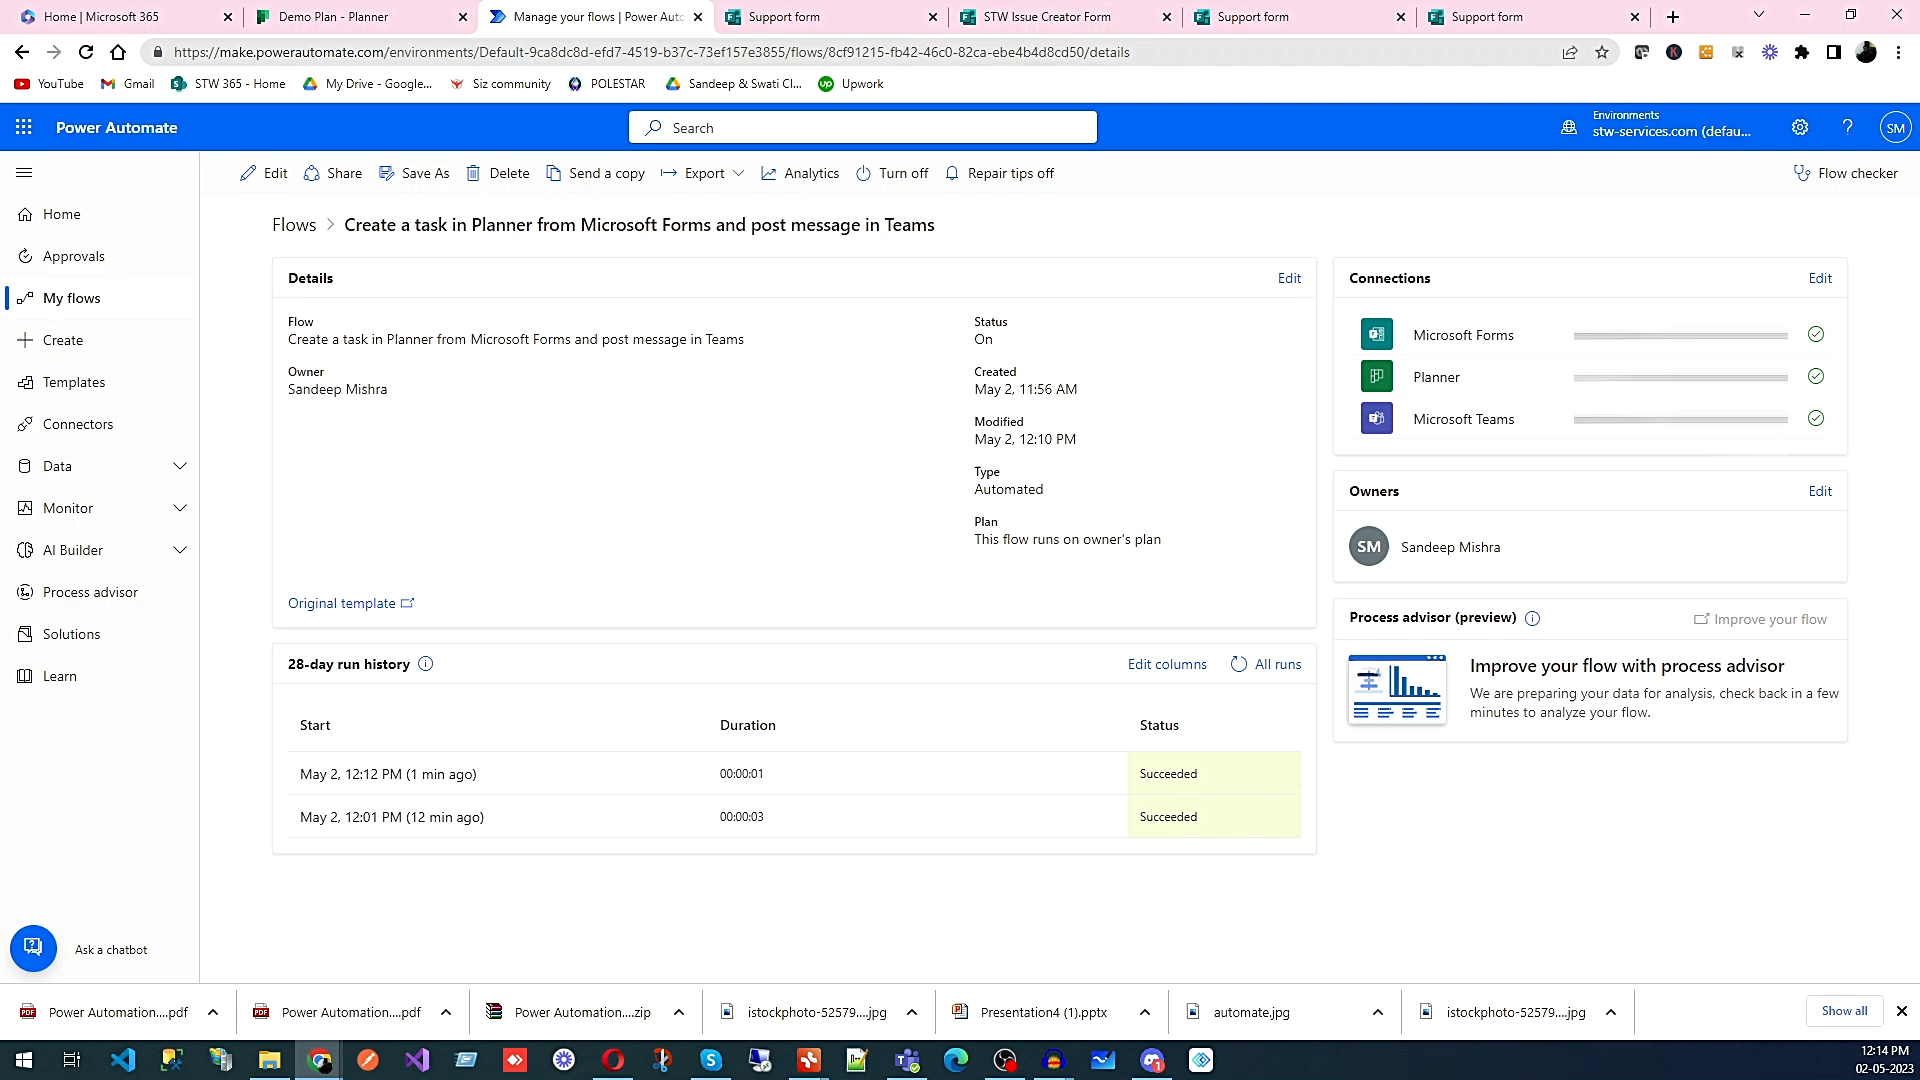 Home | Microsoft 365
Demo Plan - Planner
Manage your flows | Power Auto
Support form
STW Issue Creator Form
Support form
Support form
https://make.powerautomate.com/environments/Default-9ca8dc8d-efd7-4519-b37c-73ef157e3855/flows/8cf91215-fb42-46c0-82ca-ebe4b4d8cd50/details
YouTube
Gmail
STW 365 - Home
My Drive - Google...
Siz community
POLESTAR
Sandeep & Swati Cl...
Upwork
Power Automate
Search
Environments
stw-services.com (defau...
SM
Edit
Share
Save As
Delete
Send a copy
Export
Analytics
Turn off
Repair tips off
Flow checker
Home
Approvals
My flows
Create
Templates
Connectors
Data
Monitor
AI Builder
Process advisor
Solutions
Learn
Ask a chatbot
Flows > Create a task in Planner from Microsoft Forms and post message in Teams
Details
Edit
Flow
Create a task in Planner from Microsoft Forms and post message in Teams
Owner
Sandeep Mishra
Status
On
Created
May 2, 11:56 AM
Modified
May 2, 12:10 PM
Type
Automated
Plan
This flow runs on owner's plan
Original template
28-day run history
Edit columns
All runs
Start
Duration
Status
May 2, 12:12 PM (1 min ago)
00:00:01
Succeeded
May 2, 12:01 PM (12 min ago)
00:00:03
Succeeded
Connections
Edit
Microsoft Forms
Planner
Microsoft Teams
Owners
Edit
SM
Sandeep Mishra
Process advisor (preview)
Improve your flow
Improve your flow with process advisor
We are preparing your data for analysis, check back in a few
minutes to analyze your flow.
Power Automation....pdf
Power Automation....pdf
Power Automation....zip
istockphoto-52579....jpg
Presentation4 (1).pptx
automate.jpg
istockphoto-52579....jpg
Show all
12:14 PM
02-05-2023